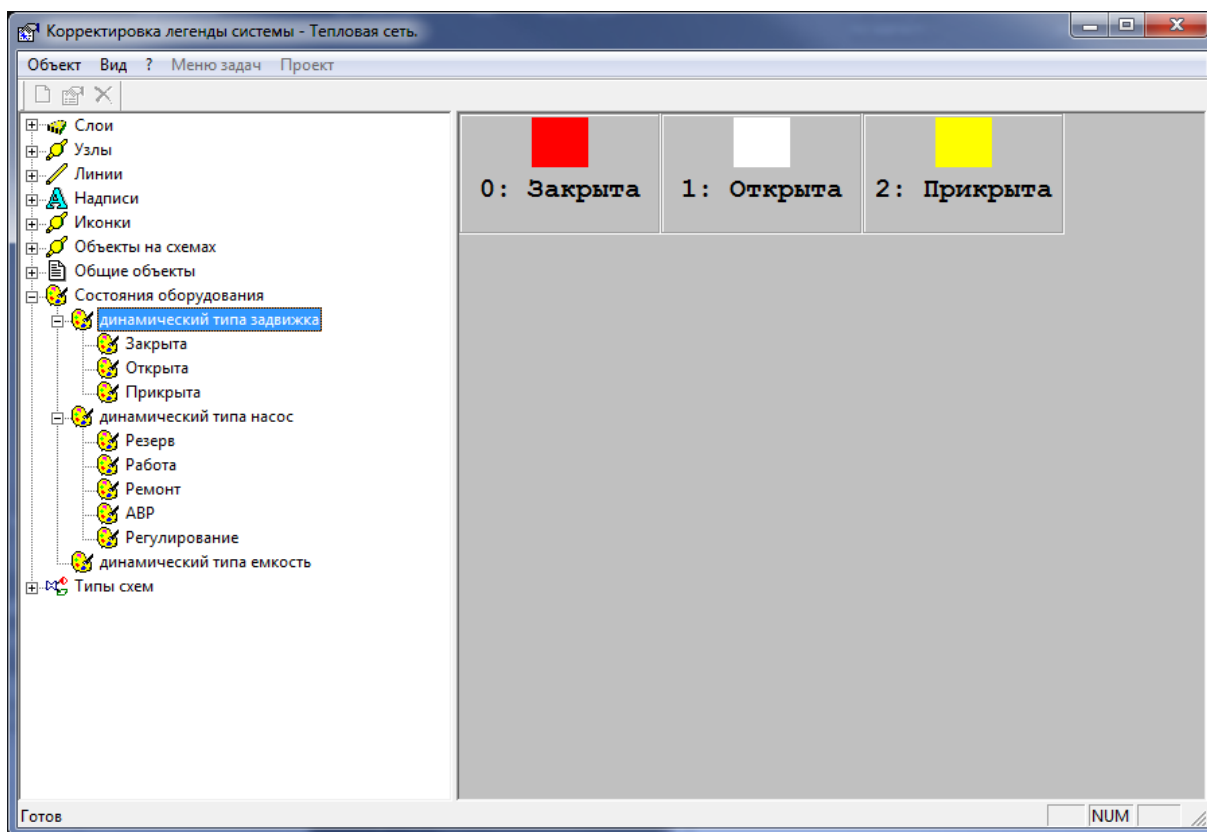 Корректировка легенды системы - Тепловая сеть.
Объект Вид ? Меню задач Проект
Слои
Узлы
Линии
Надписи
Иконки
Объекты на схемах
Общие объекты
Состояния оборудования
динамический типа задвижка
Закрыта
Открыта
Прикрыта
динамический типа насос
Резерв
Работа
Ремонт
АВР
Регулирование
динамический типа емкость
Типы схем
0: Закрыта
1: Открыта
2: Прикрыта
Готов
NUM